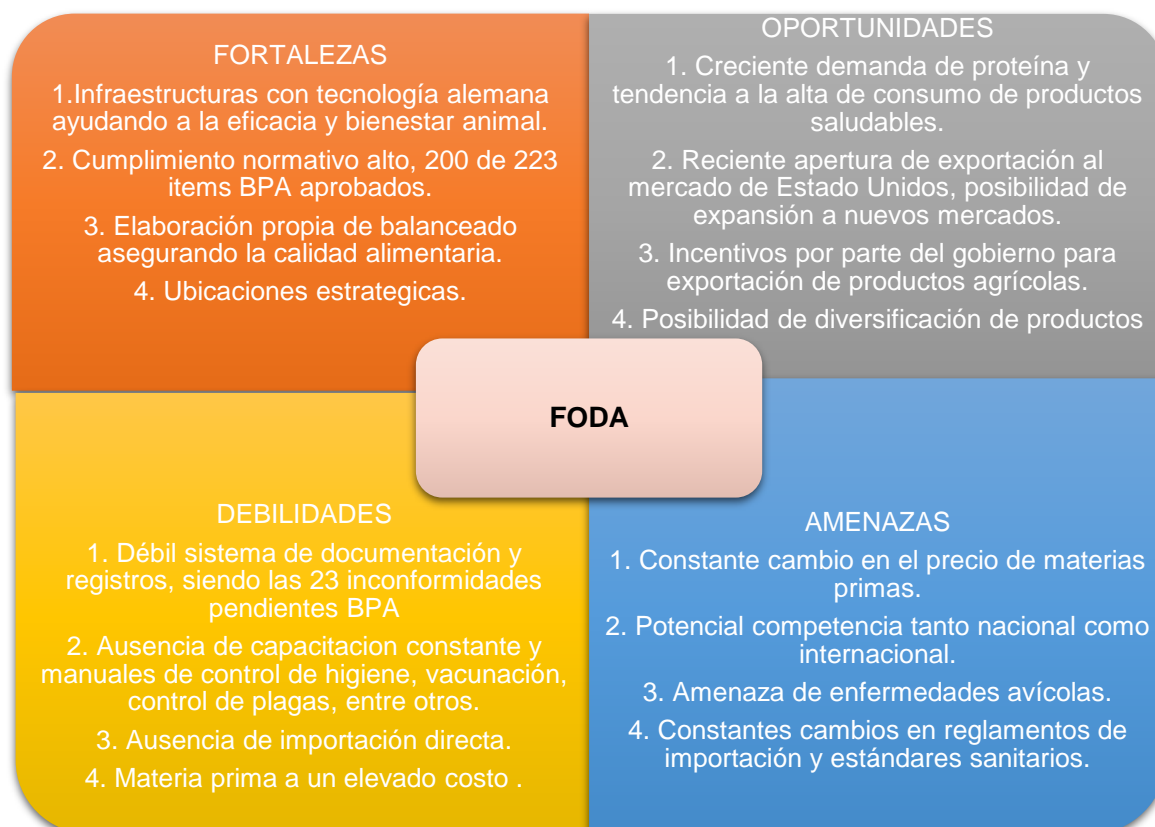 FORTALEZAS
1.Infraestructuras con tecnología alemana
ayudando a la eficacia y bienestar animal.
2. Cumplimiento normativo alto, 200 de 223
items BPA aprobados.
3. Elaboración propia de balanceado
asegurando la calidad alimentaria.
4. Ubicaciones estrategicas.
OPORTUNIDADES
1. Creciente demanda de proteína y
tendencia a la alta de consumo de productos
saludables.
2. Reciente apertura de exportación al
mercado de Estado Unidos, posibilidad de
expansión a nuevos mercados.
3. Incentivos por parte del gobierno para
exportación de productos agrícolas.
4. Posibilidad de diversificación de productos
FODA
DEBILIDADES
1. Débil sistema de documentación y
registros, siendo las 23 inconformidades
pendientes BPA
2. Ausencia de capacitacion constante y
manuales de control de higiene, vacunación,
control de plagas, entre otros.
3. Ausencia de importación directa.
4. Materia prima a un elevado costo .
AMENAZAS
1. Constante cambio en el precio de materias
primas.
2. Potencial competencia tanto nacional como
internacional.
3. Amenaza de enfermedades avícolas.
4. Constantes cambios en reglamentos de
importación y estándares sanitarios.